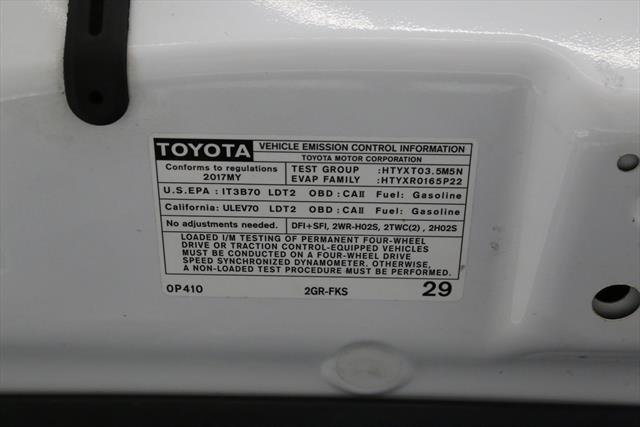 TOYOTA VEHICLE EMISSION CONTROL INFORMATION
TOYOTA MOTOR CORPORATION
Conforms to regulations
2017MY
TEST GROUP :HTYXT03.5M5N
EVAP FAMILY :HTYXR0165P22
U.S.EPA : IT3B70 LDT2 OBD : CAII Fuel: Gasoline
California: ULEV70 LDT2 OBD : CAII Fuel: Gasoline
No adjustments needed. DFI+SFI, 2WR-HO2S, 2TWC(2), 2HO2S
LOADED I/M TESTING OF PERMANENT FOUR-WHEEL
DRIVE OR TRACTION CONTROL-EQUIPPED VEHICLES
MUST BE CONDUCTED ON A FOUR-WHEEL DRIVE
SPEED SYNCHRONIZED DYNAMOMETER. OTHERWISE,
A NON-LOADED TEST PROCEDURE MUST BE PERFORMED.
0P410 2GR-FKS 29